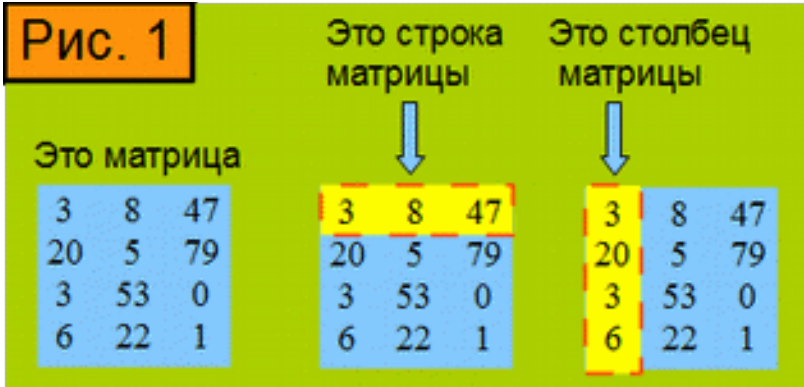 Рис. 1
Это строка
матрицы
Это столбец
матрицы
Это матрица
3 8 47
20 5 79
3 53 0
6 22 1
3 8 47
20 5 79
3 53 0
6 22 1
3 8 47
20 5 79
3 53 0
6 22 1